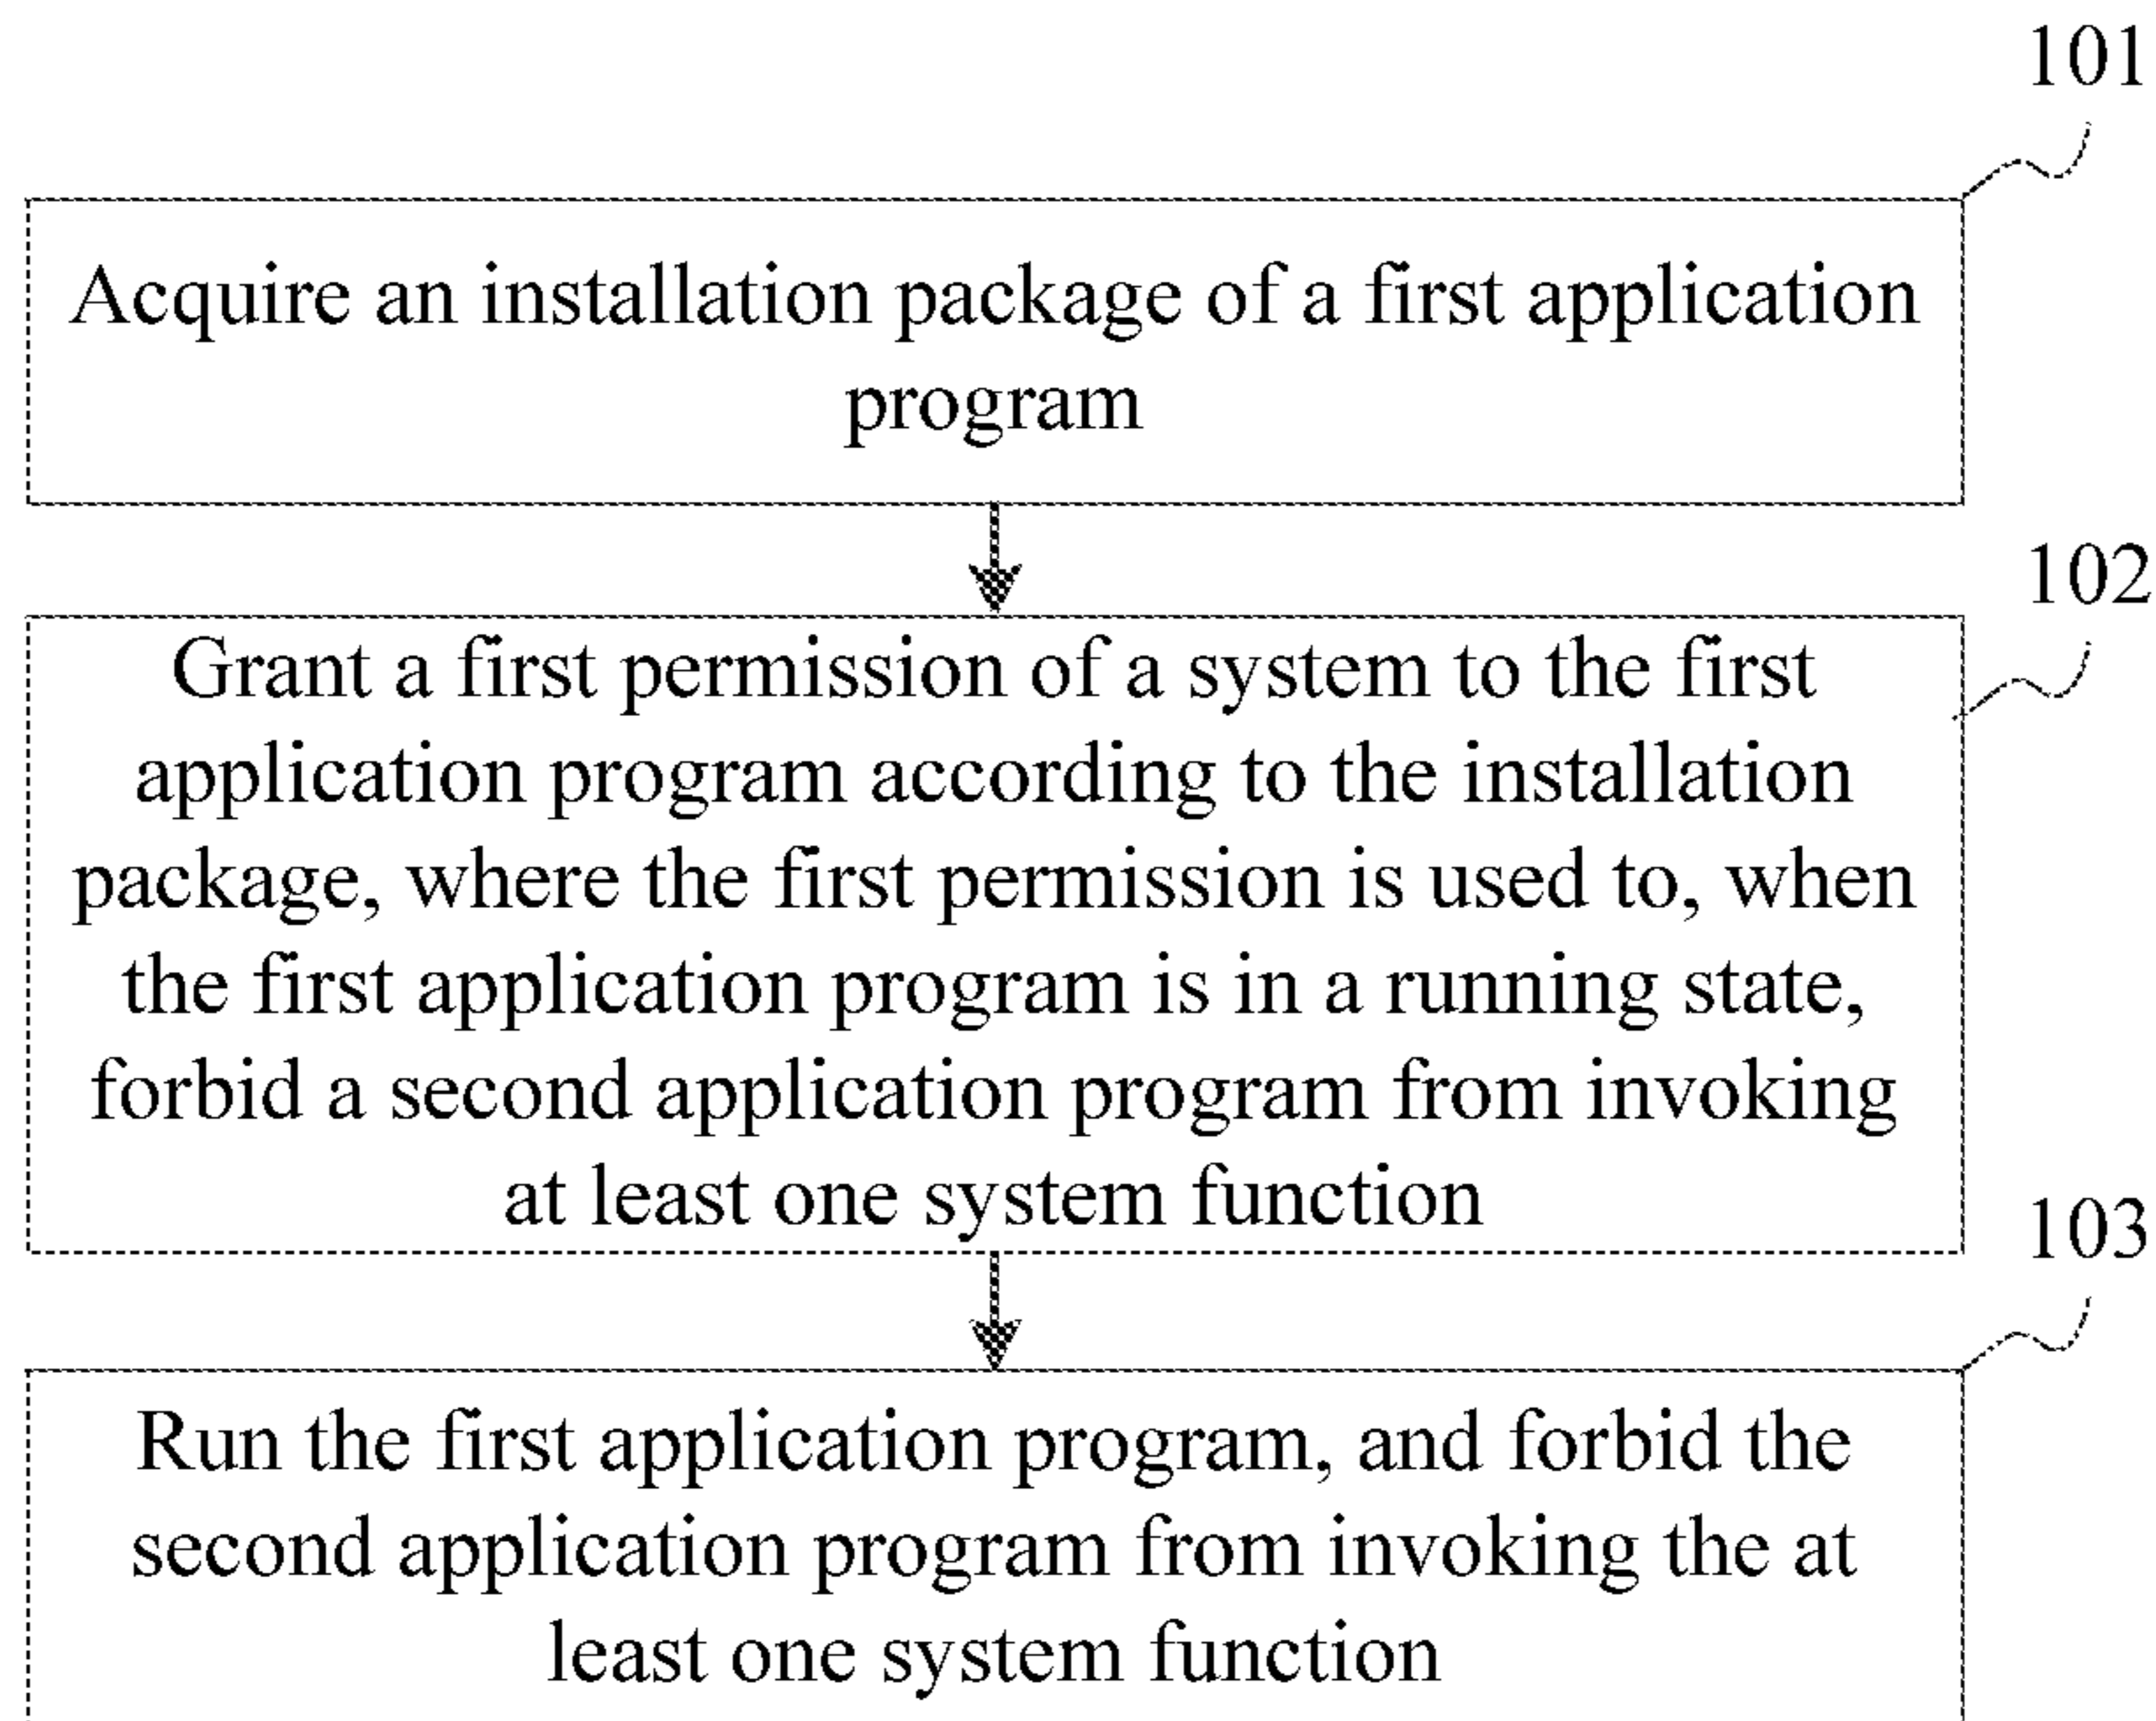 101
Acquire an installation package of a first application
program
102
Grant a first permission of a system to the first
application program according to the installation
package, where the first permission is used to, when
the first application program is in a running state,
forbid a second application program from invoking
at least one system function
103
Run the first application program, and forbid the
second application program from invoking the at
least one system function